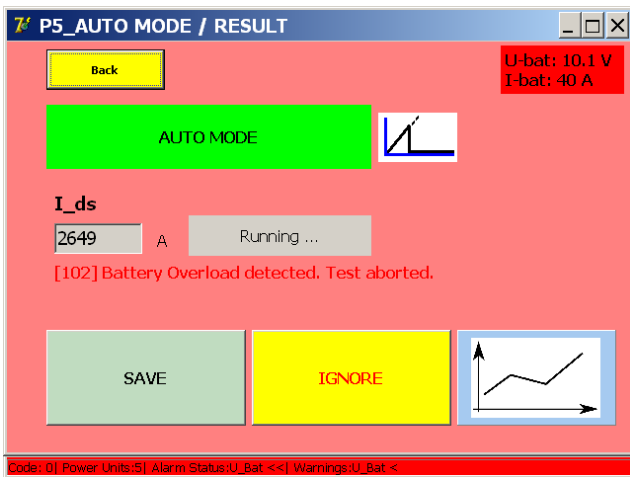 P5_AUTO MODE / RESULT
Back
U-bat: 10.1 V
I-bat: 40 A
AUTO MODE
I_ds
2649 A Running ...
[102] Battery Overload detected. Test aborted.
SAVE IGNORE
Code: 0| Power Units:5| Alarm Status:U_Bat <<| Warnings:U_Bat <